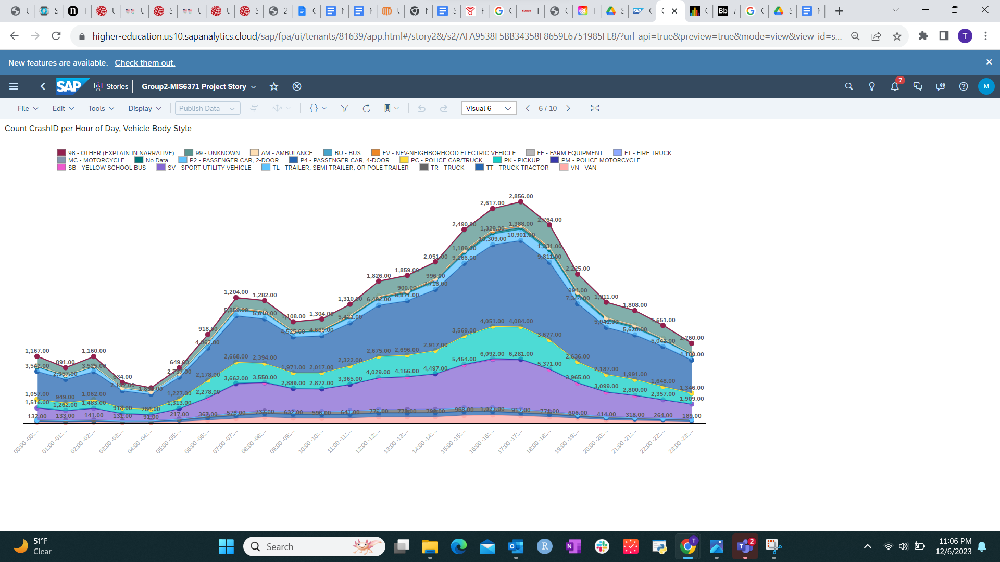 higher-education.us10.sapanalytics.cloud/sap/fpa/ui/tenants/81639/app.html#/story2&/s2/AFA9538F5BB34358F8659E6751985FE8/?url_api=true&preview=true&mode=view&view_id=s...
T
New features are available. Check them out.
SAP Stories Group2-MIS6371 Project Story 7 M
File Edit Tools Display Publish Data {} Visual 6 6 / 10
Count CrashID per Hour of Day, Vehicle Body Style
98 - OTHER (EXPLAIN IN NARRATIVE) 99 - UNKNOWN AM - AMBULANCE BU - BUS EV - NEV-NEIGHBORHOOD ELECTRIC VEHICLE FE - FARM EQUIPMENT FT - FIRE TRUCK
MC - MOTORCYCLE No Data P2 - PASSENGER CAR, 2-DOOR P4 - PASSENGER CAR, 4-DOOR PC - POLICE CAR/TRUCK PK - PICKUP PM - POLICE MOTORCYCLE
SB - YELLOW SCHOOL BUS SV - SPORT UTILITY VEHICLE TL - TRAILER, SEMI-TRAILER, OR POLE TRAILER TR - TRUCK TT - TRUCK TRACTOR VN - VAN
1,167.00 891.00 1,160.00 634.00 649.00 918.00 1,204.00 1,282.00 1,108.00 1,304.00 1,310.00 1,826.00 1,859.00 2,051.00 2,490.00 2,617.00 2,856.00 2,764.00 2,225.00 1,911.00 1,808.00 1,651.00 1,260.00
900.00 996.00 1,189.00 1,329.00 1,388.00 1,331.00 994.00
3,542.00 2,957.00 3,525.00 2,737.00 4,062.00 5,859.00 5,610.00 4,525.00 4,669.00 5,421.00 6,482.00 6,871.00 7,716.00 9,166.00 10,309.00 10,901.00 9,811.00 7,344.00 5,941.00 5,620.00 5,041.00 4,180.00
1,057.00 949.00 1,062.00 918.00 784.00 1,227.00 2,178.00 2,668.00 2,394.00 1,971.00 2,017.00 2,322.00 2,675.00 2,696.00 2,917.00 3,569.00 4,051.00 4,084.00 3,677.00 2,636.00 2,187.00 1,991.00 1,648.00 1,346.00
1,516.00 1,262.00 1,483.00 1,313.00 2,278.00 3,662.00 3,550.00 2,889.00 2,872.00 3,365.00 4,029.00 4,156.00 4,497.00 5,454.00 6,092.00 6,281.00 5,371.00 3,965.00 3,099.00 2,800.00 2,357.00 1,909.00
132.00 133.00 141.00 131.00 91.00 217.00 367.00 578.00 632.00 596.00 641.00 779.00 968.00 1,027.00 917.00 771.00 606.00 414.00 318.00 264.00 189.00
00:00 -00:... 01:00 -01:... 02:00 -02:... 03:00 -03:... 04:00 -04:... 05:00 -05:... 06:00 -06:... 07:00 -07:... 08:00 -08:... 09:00 -09:... 10:00 -10:... 11:00 -11:... 12:00 -12:... 13:00 -13:... 14:00 -14:... 15:00 -15:... 16:00 -16:... 17:00 -17:... 18:00 -18:... 19:00 -19:... 20:00 -20:... 21:00 -21:... 22:00 -22:... 23:00 -23:...
51°F
Clear
Search
2
11:06 PM
12/6/2023